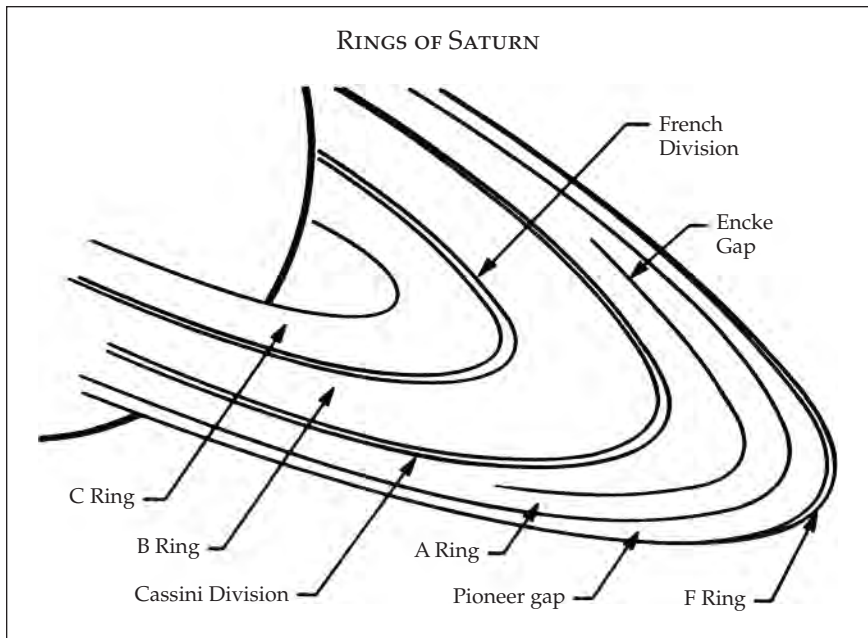 RINGS OF SATURN
French
Division
Encke
Gap
C Ring
B Ring
A Ring
Cassini Division
Pioneer gap
F Ring